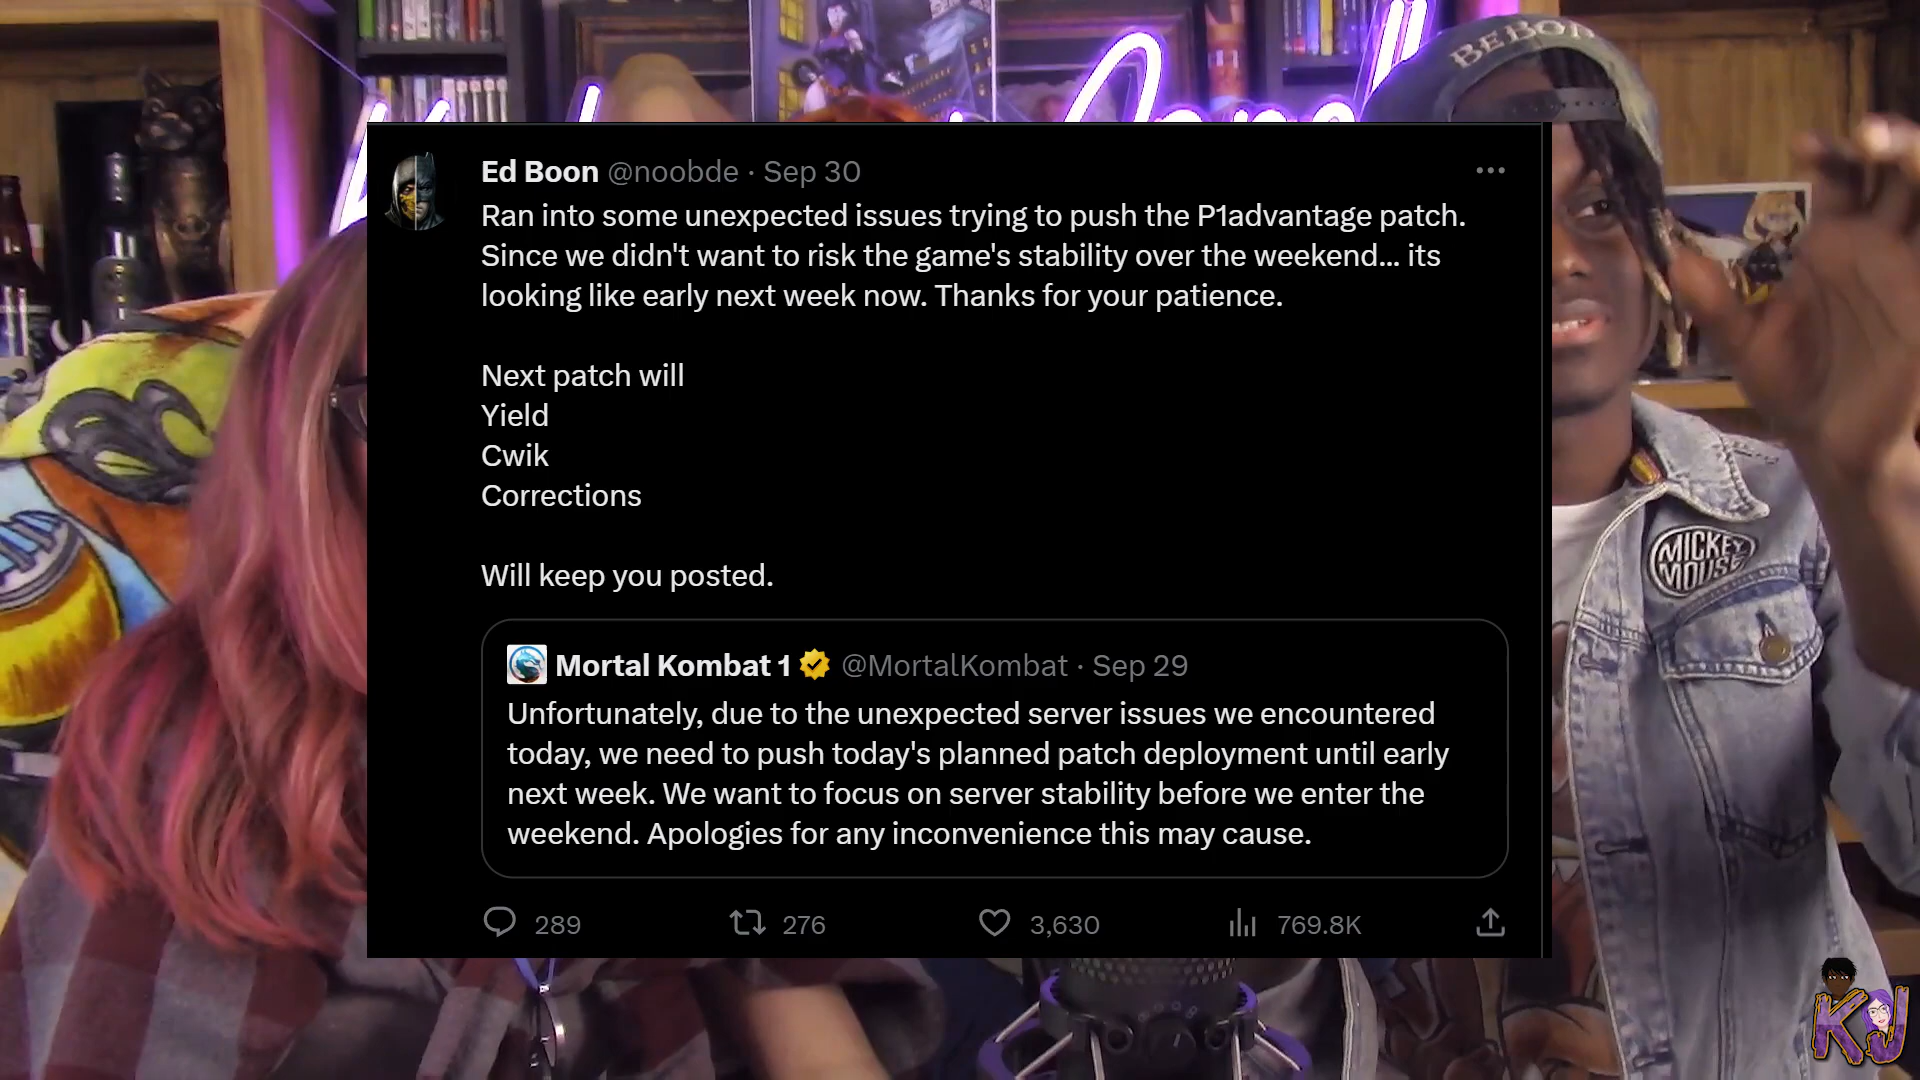 BEBOP
Ed Boon @noobde · Sep 30
Ran into some unexpected issues trying to push the P1advantage patch.
Since we didn't want to risk the game's stability over the weekend... its
looking like early next week now. Thanks for your patience.
Next patch will
Yield
Cwik
Corrections
Will keep you posted.
Mortal Kombat 1 @MortalKombat · Sep 29
Unfortunately, due to the unexpected server issues we encountered
today, we need to push today's planned patch deployment until early
next week. We want to focus on server stability before we enter the
weekend. Apologies for any inconvenience this may cause.
289 276 3,630 769.8K
MICKEY
MOUSE
KJ